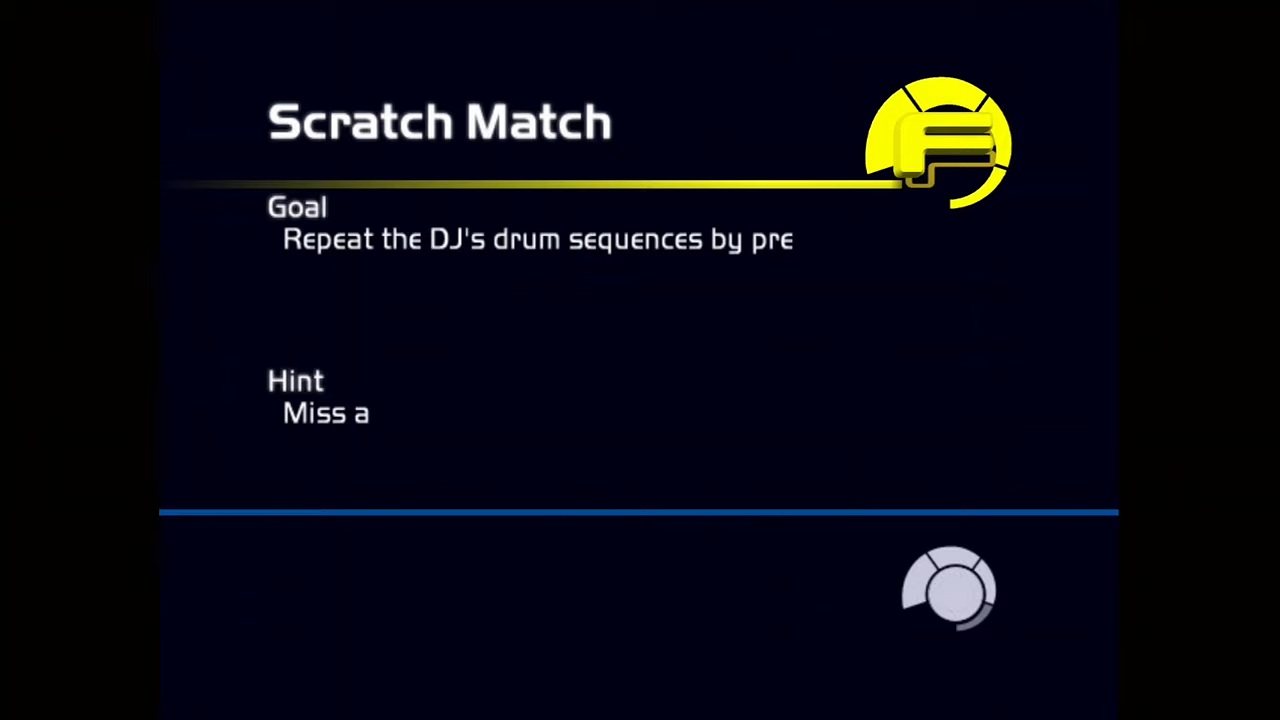 Scratch Match
F
Goal
Repeat the DJ's drum sequences by pre
Hint
Miss a